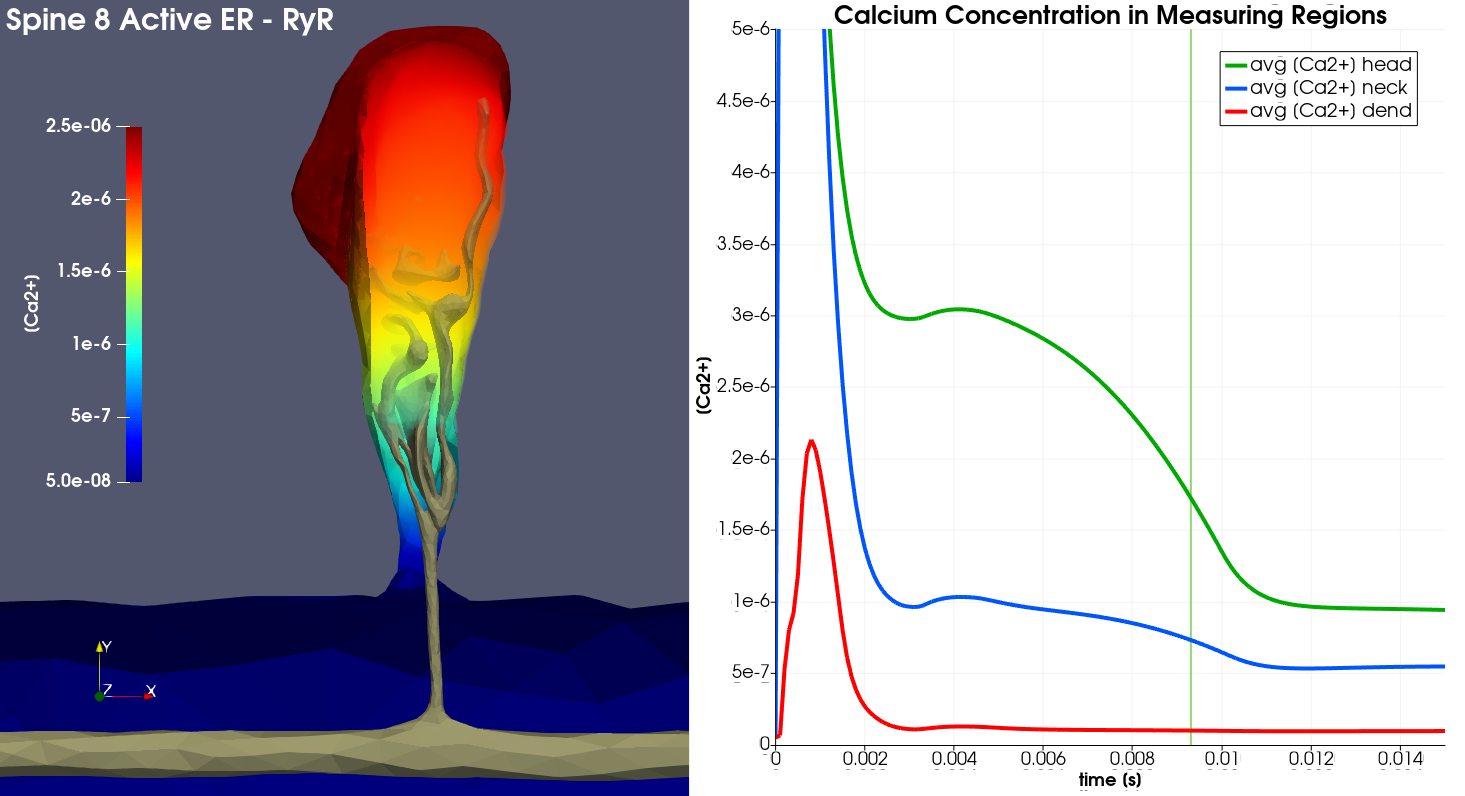 Spine 8 Active ER - RyR
2.5e-06
2e-6
1.5e-6
1e-6
5e-7
5.0e-08
(Ca2+)
Y
Z
X
Calcium Concentration in Measuring Regions
avg (Ca2+) head
avg (Ca2+) neck
avg (Ca2+) dend
5e-6
4.5e-6
4e-6
3.5e-6
3e-6
2.5e-6
2e-6
1.5e-6
1e-6
5e-7
0
(Ca2+)
0
0.002
0.004
0.006
0.008
0.01
0.012
0.014
time (s)